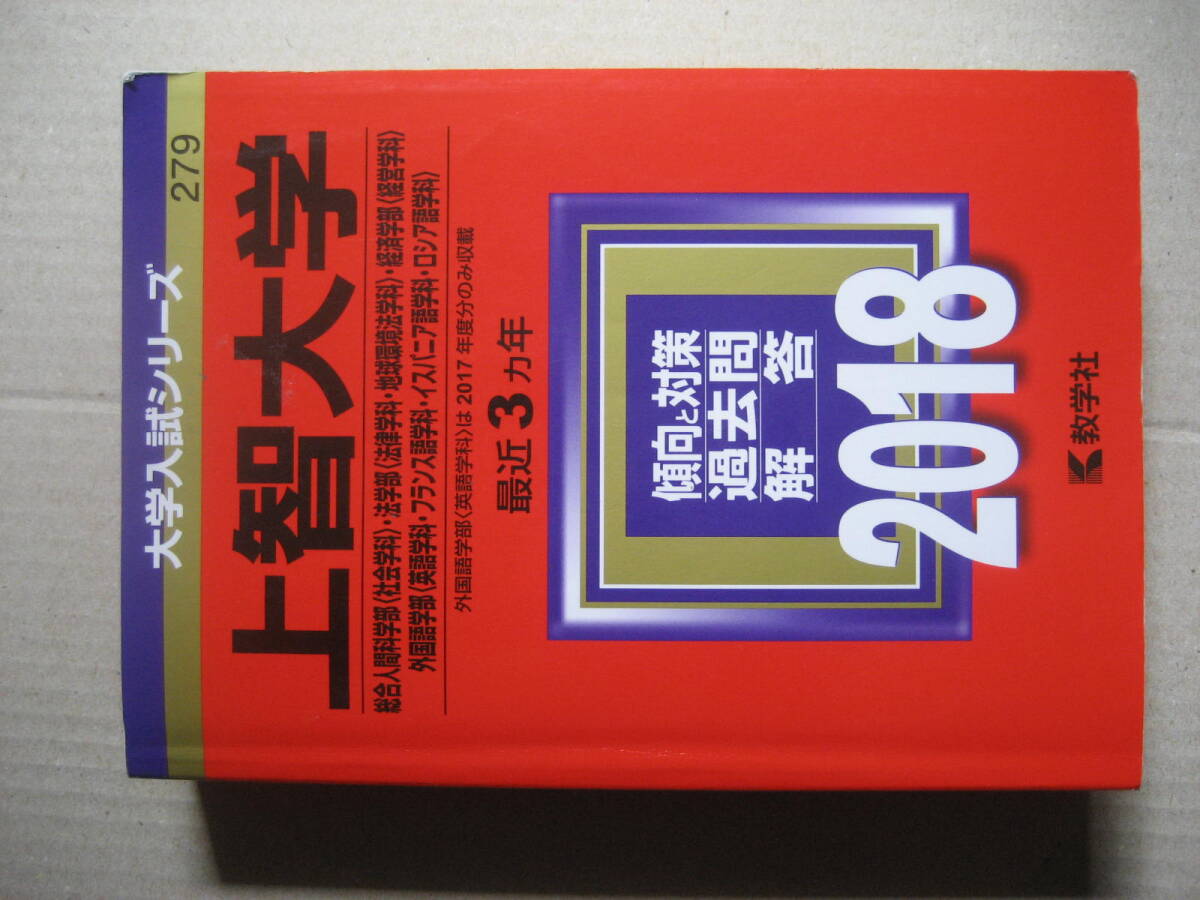 大学入試シリーズ
279
上智大学
総合人間科学部〈社会学科〉・法学部〈法律学科・地球環境法学科〉・経済学部〈経営学科〉
外国語学部〈英語学科・フランス語学科・イスパニア語学科・ロシア語学科〉
外国語学部〈英語学科〉は2017年度分のみ収載
最近3カ年
傾向と対策
過去問
解答
2018
教学社